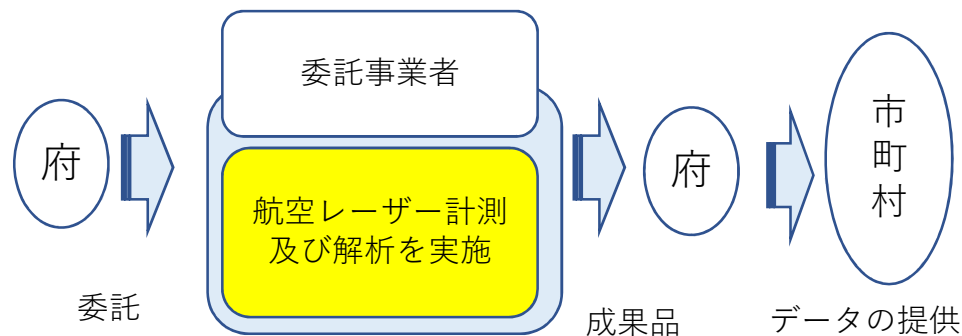 委託事業者
府
航空レーザー計測
及び解析を実施
府
市
町
村
委託
成果品
データの提供